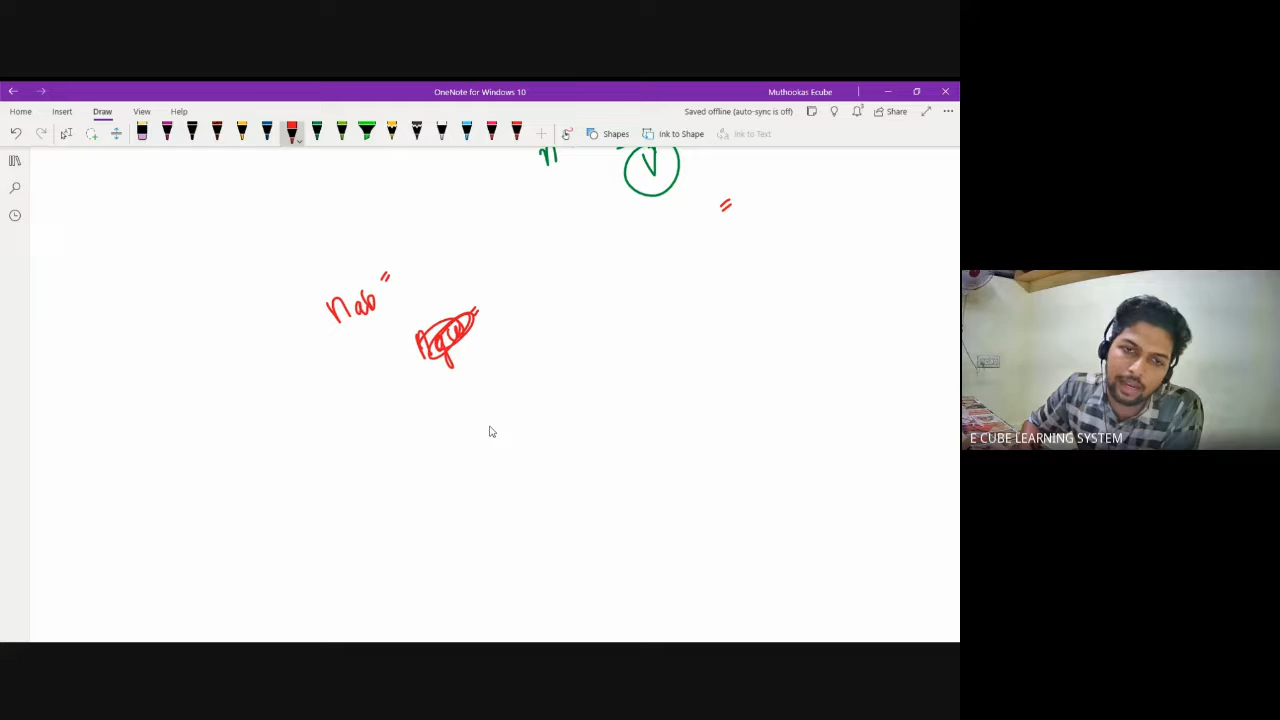 OneNote for Windows 10
Muthookas Ecube
Home Insert Draw View Help
Saved offline (auto-sync is off)
Share
Shapes
Ink to Shape
Ink to Text
n
V
=
nab =
E CUBE LEARNING SYSTEM